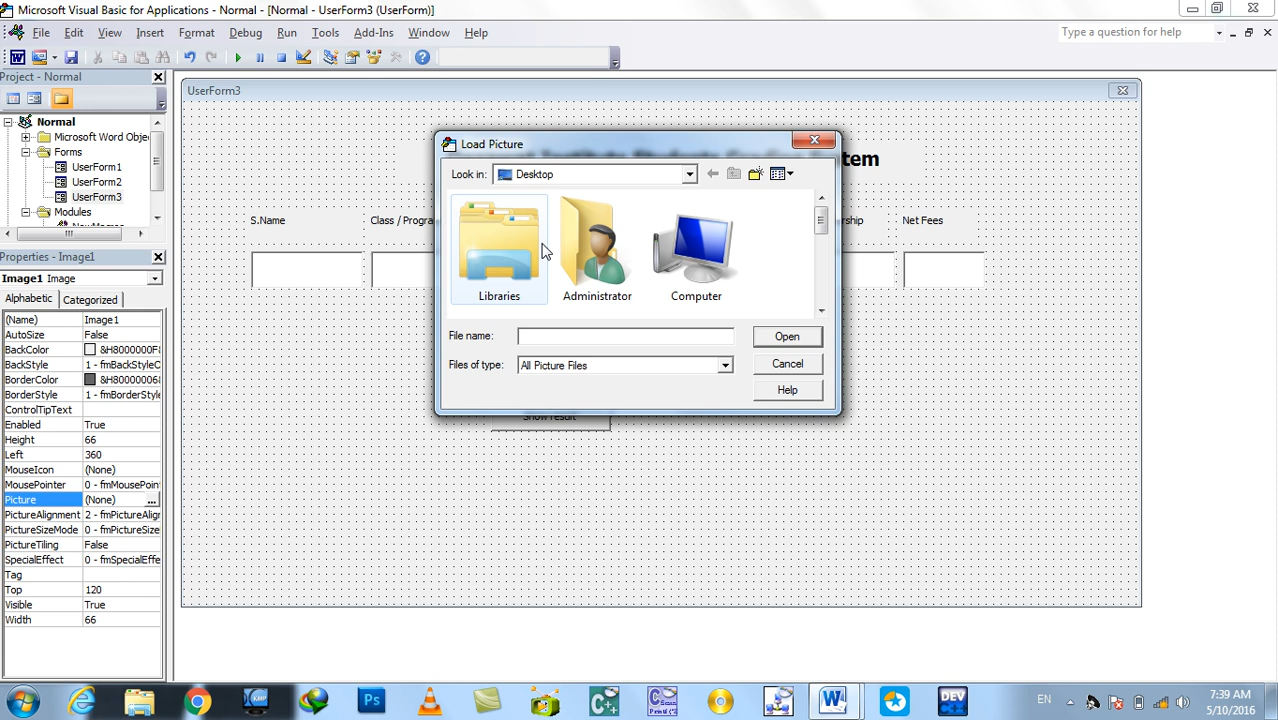 Microsoft Visual Basic for Applications - Normal - [Normal - UserForm3 (UserForm)]
File Edit View Insert Format Debug Run Tools Add-Ins Window Help
Type a question for help
Project - Normal
Normal
Microsoft Word Obje
Forms
UserForm1
UserForm2
UserForm3
Modules
Properties - Image1
Image1 Image
Alphabetic Categorized
(Name) Image1
AutoSize False
BackColor &H8000000F&
BackStyle 1 - fmBackStyleC
BorderColor &H80000006&
BorderStyle 1 - fmBorderStyle
ControlTipText
Enabled True
Height 66
Left 360
MouseIcon (None)
MousePointer 0 - fmMousePoin
Picture (None) ...
PictureAlignment 2 - fmPictureAlig
PictureSizeMode 0 - fmPictureSize
PictureTiling False
SpecialEffect 0 - fmSpecialEffe
Tag
Top 120
Visible True
Width 66
UserForm3
S.Name
Class / Progra
Net Fees
Load Picture
Look in: Desktop
Libraries
Administrator
Computer
File name:
Open
Files of type: All Picture Files
Cancel
Help
Show result
EN
7:39 AM
5/10/2016